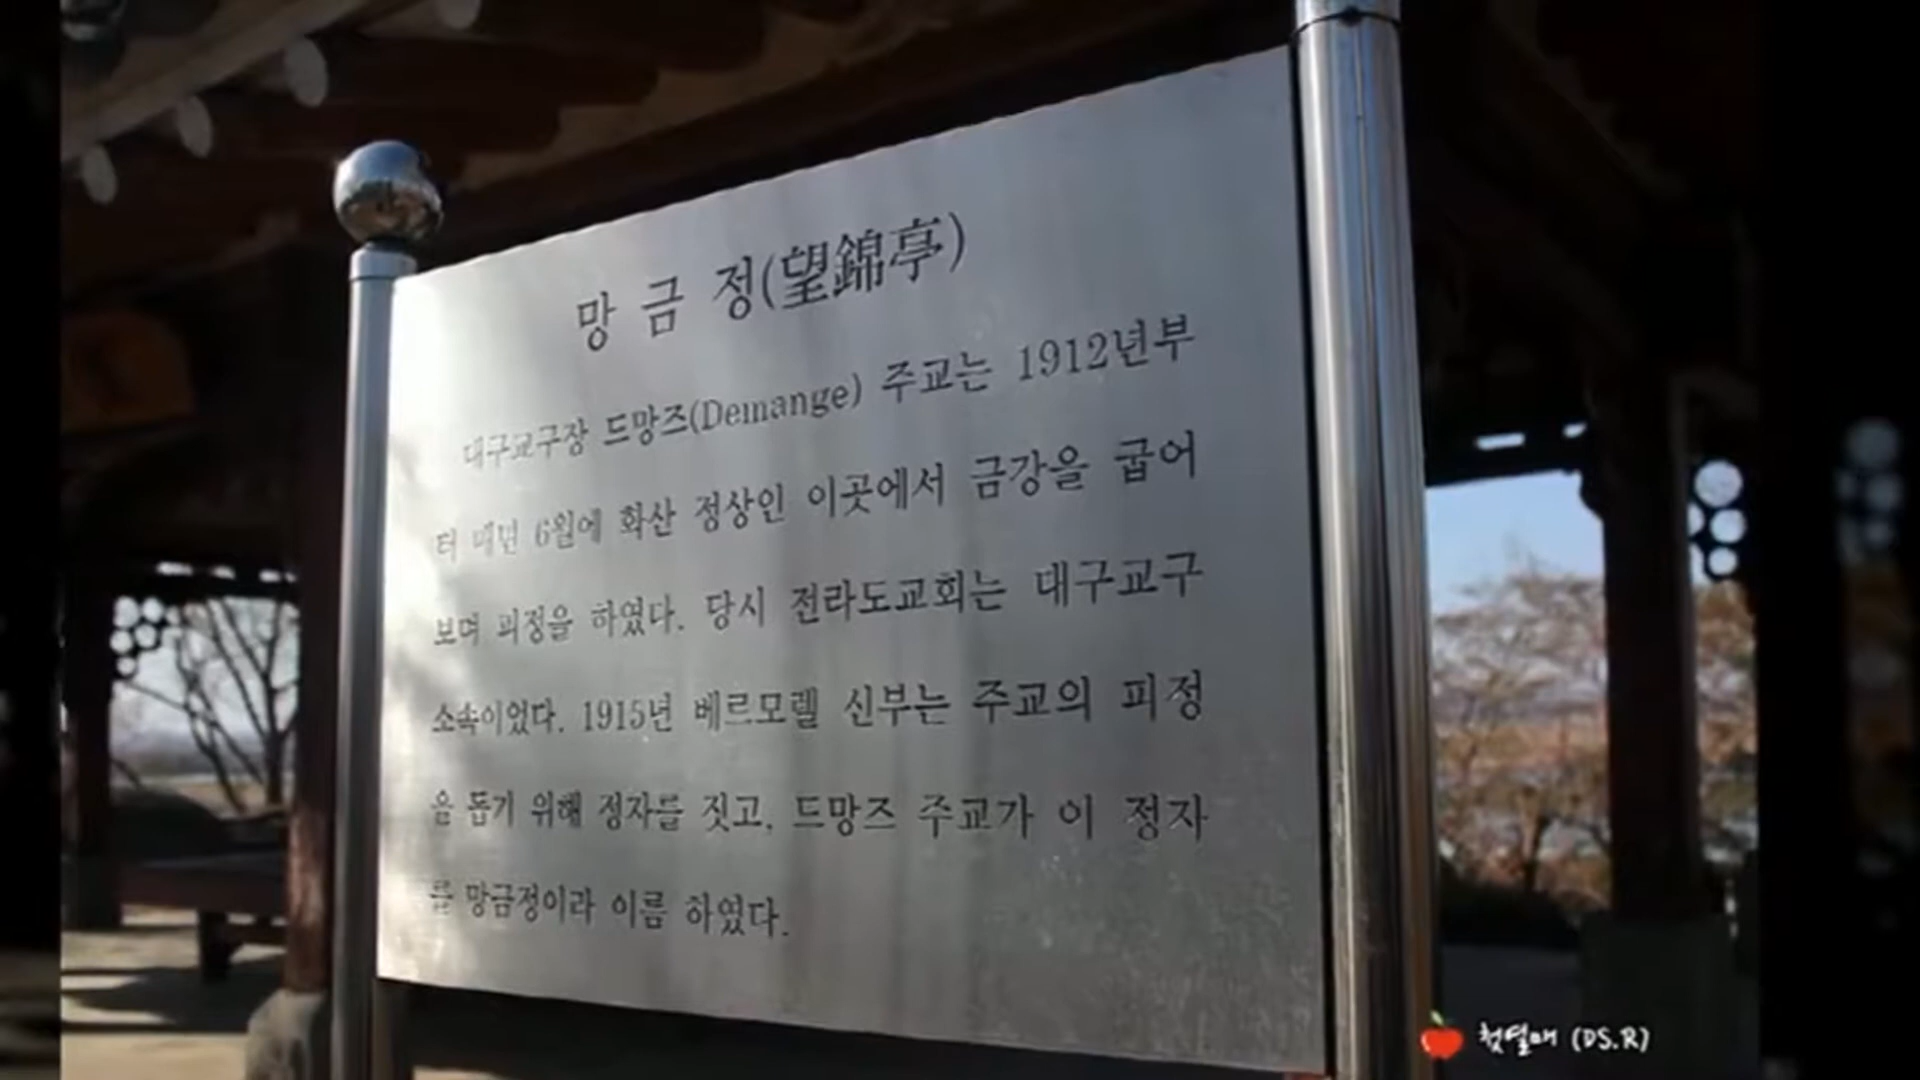 망 금 정(望錦亭)
대구교구장 드망즈(Demange) 주교는 1912년부
터 매년 6월에 화산 정상인 이곳에서 금강을 굽어
보며 피정을 하였다. 당시 전라도교회는 대구교구
소속이었다. 1915년 베르모렐 신부는 주교의 피정
을 돕기 위해 정자를 짓고, 드망즈 주교가 이 정자
를 망금정이라 이름 하였다.
첨열매 (DS.R)